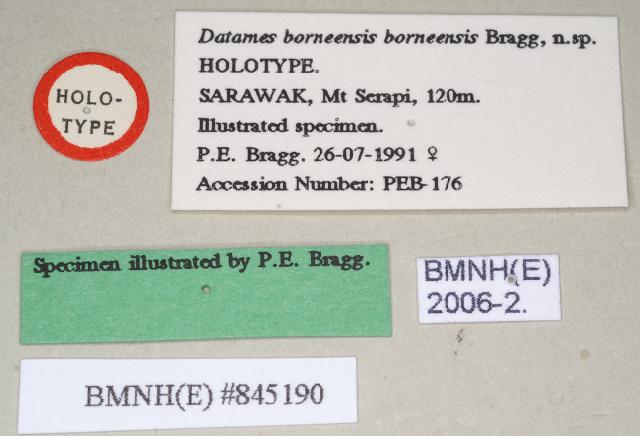 HOLO-
TYPE
Datames borneensis borneensis Bragg, n.sp.
HOLOTYPE.
SARAWAK, Mt Serapi, 120m.
Illustrated specimen.
P.E. Bragg. 26-07-1991 ♀
Accession Number: PEB-176
Specimen illustrated by P.E. Bragg.
BMNH(E)
2006-2.
BMNH(E) #845190